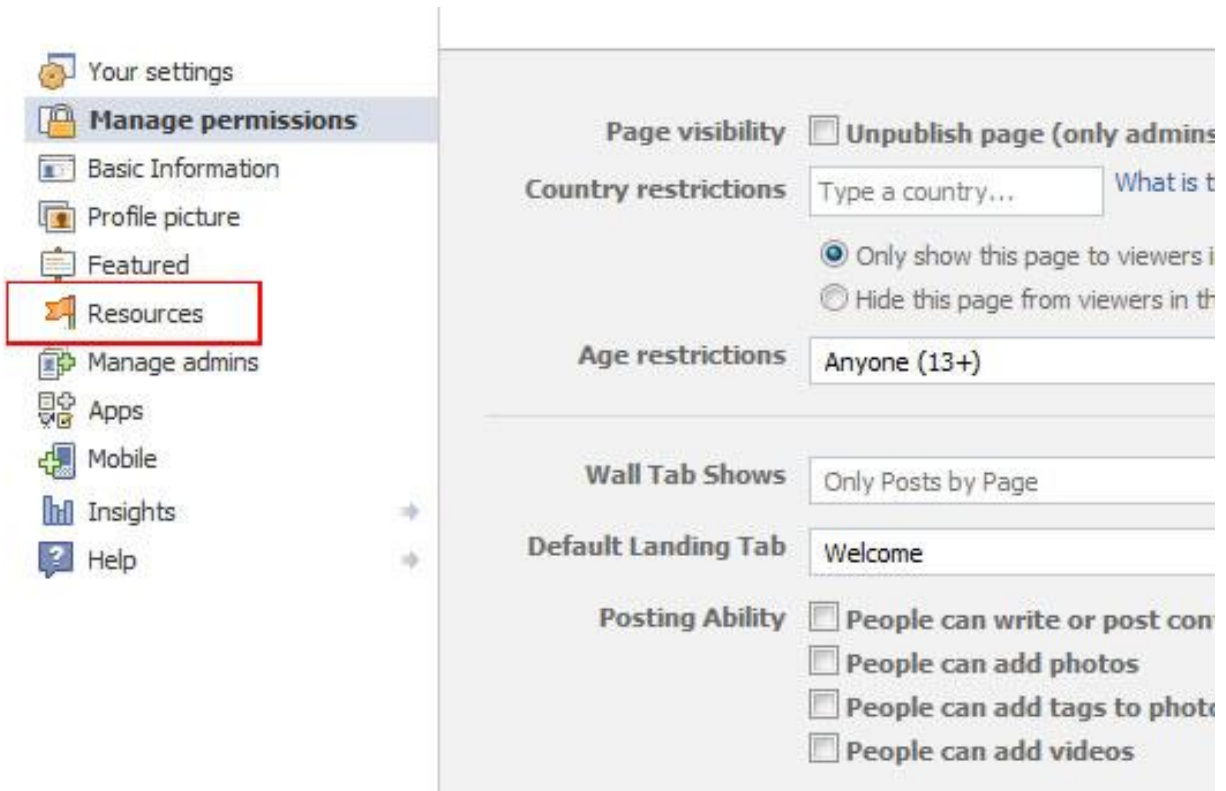 Your settings
Manage permissions
Basic Information
Profile picture
Featured
Resources
Manage admins
Apps
Mobile
Insights
Help
Page visibility Unpublish page (only admins
Country restrictions Type a country... What is
Only show this page to viewers
Hide this page from viewers in
Age restrictions Anyone (13+)
Wall Tab Shows Only Posts by Page
Default Landing Tab Welcome
Posting Ability People can write or post
People can add photos
People can add tags to
People can add videos